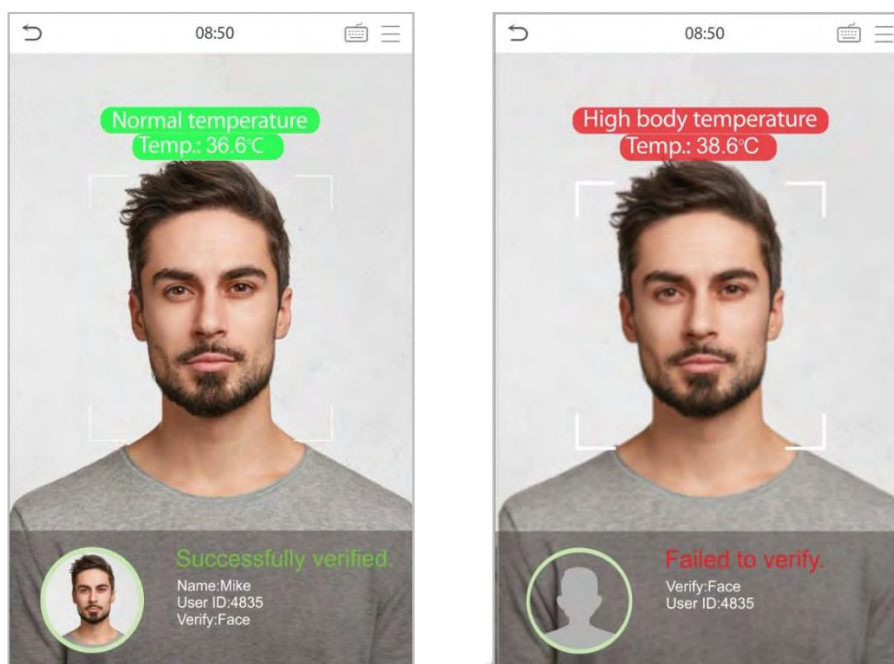 08:50
Normal temperature
Temp.: 36.6℃
Successfully verified.
Name:Mike
User ID:4835
Verify:Face
08:50
High body temperature
Temp.: 38.6℃
Failed to verify.
Verify:Face
User ID:4835